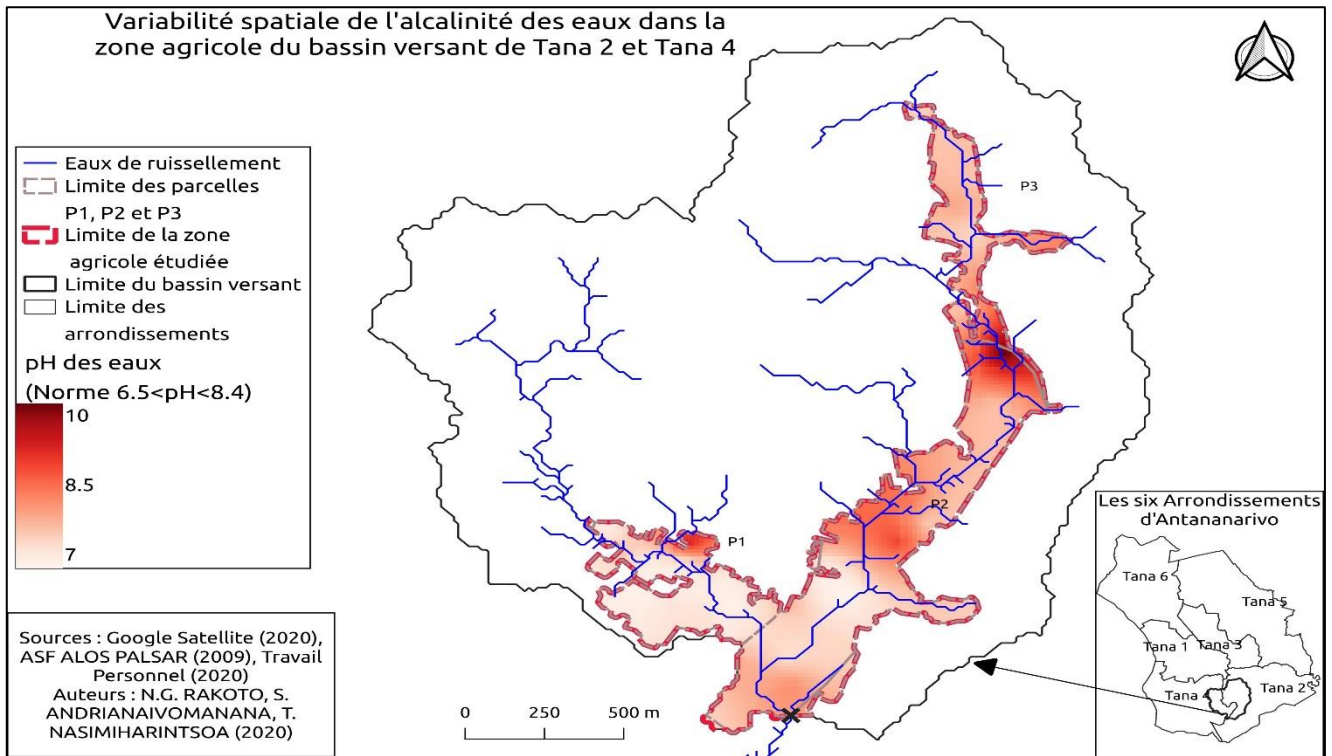 Variabilité spatiale de l'alcalinité des eaux dans la
zone agricole du bassin versant de Tana 2 et Tana 4
Eaux de ruissellement
Limite des parcelles
P1, P2 et P3
Limite de la zone
agricole étudiée
Limite du bassin versant
Limite des
arrondissements
pH des eaux
(Norme 6.5<pH<8.4)
10
8.5
7
P3
P2
P1
Sources : Google Satellite (2020),
ASF ALOS PALSAR (2009), Travail
Personnel (2020)
Auteurs : N.G. RAKOTO, S.
ANDRIANAIVOMANANA, T.
NASIMIHARINTSOA (2020)
0 250 500 m
Les six Arrondissements
d'Antananarivo
Tana 6
Tana 5
Tana 1
Tana 3
Tana 4
Tana 2